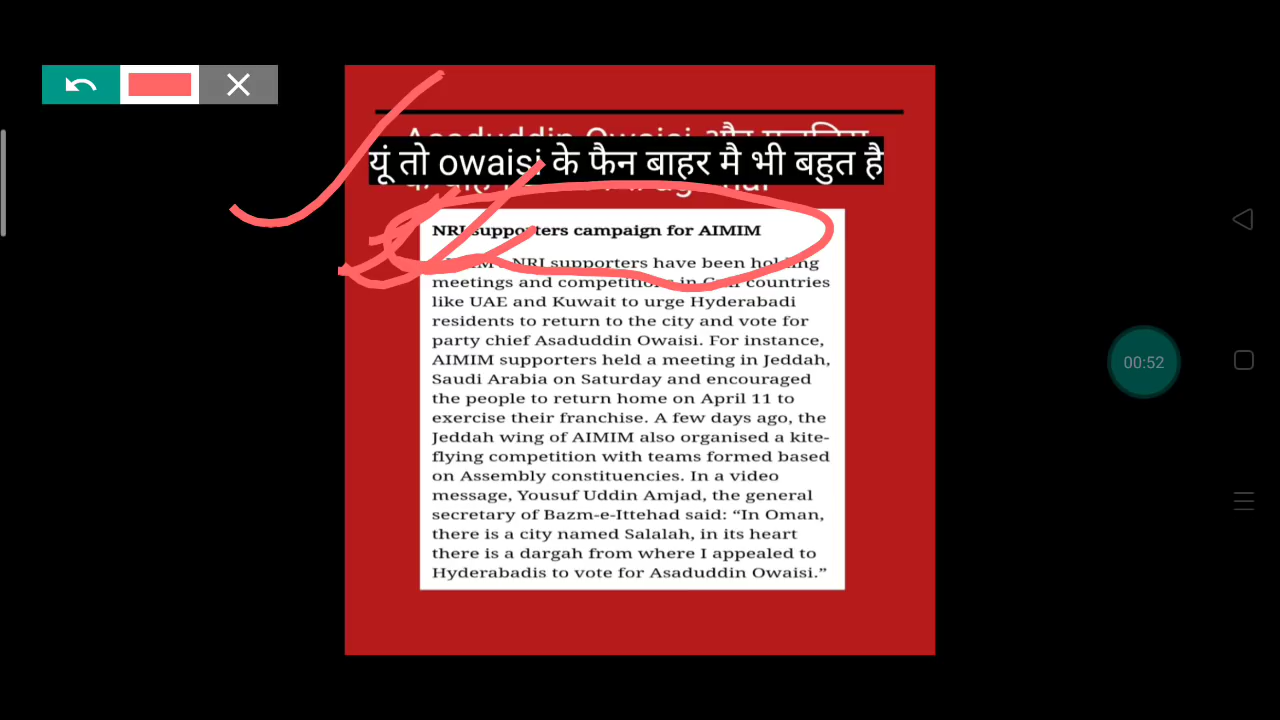 यूं तो owaisi के फैन बाहर मै भी बहुत है
NRI supporters campaign for AIMIM
NRI supporters have been holding
meetings and competitions in Gulf countries
like UAE and Kuwait to urge Hyderabadi
residents to return to the city and vote for
party chief Asaduddin Owaisi. For instance,
AIMIM supporters held a meeting in Jeddah,
Saudi Arabia on Saturday and encouraged
the people to return home on April 11 to
exercise their franchise. A few days ago, the
Jeddah wing of AIMIM also organised a kite-
flying competition with teams formed based
on Assembly constituencies. In a video
message, Yousuf Uddin Amjad, the general
secretary of Bazm-e-Ittehad said: “In Oman,
there is a city named Salalah, in its heart
there is a dargah from where I appealed to
Hyderabadis to vote for Asaduddin Owaisi.”
00:52